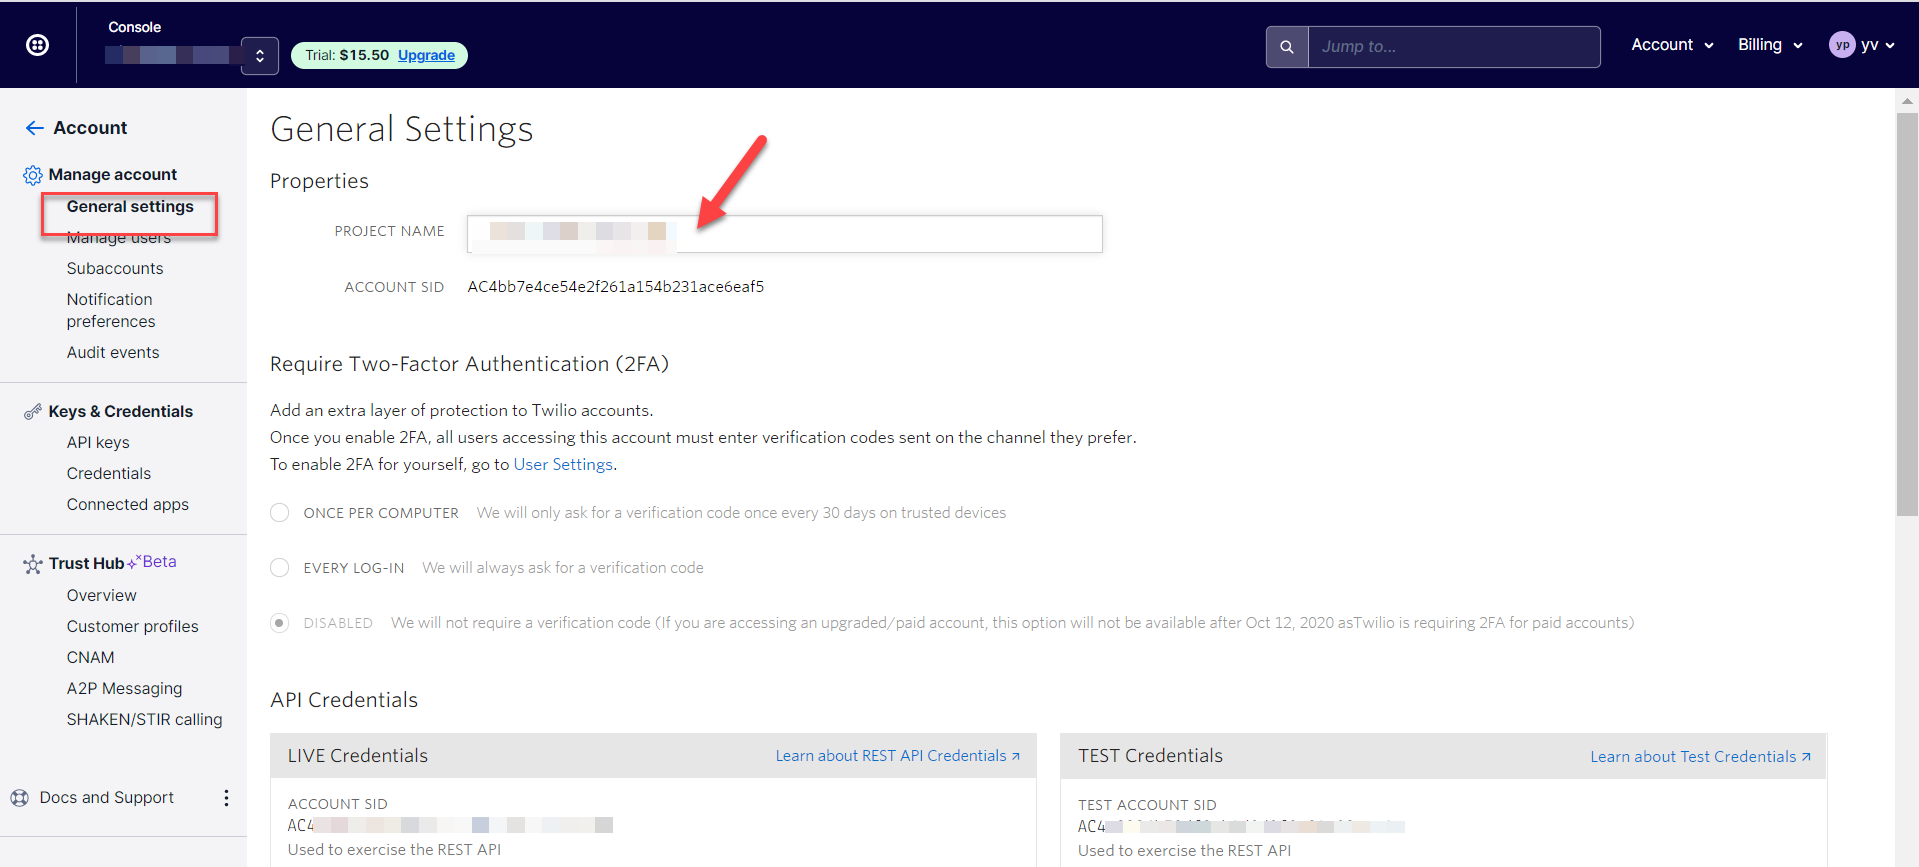 Console
Trial: $15.50 Upgrade
Jump to...
Account
Billing
yp yv
Account
Manage account
General settings
Manage users
Subaccounts
Notification
preferences
Audit events
Keys & Credentials
API keys
Credentials
Connected apps
Trust Hub Beta
Overview
Customer profiles
CNAM
A2P Messaging
SHAKEN/STIR calling
Docs and Support
General Settings
Properties
PROJECT NAME
ACCOUNT SID AC4bb7e4ce54e2f261a154b231ace6eaf5
Require Two-Factor Authentication (2FA)
Add an extra layer of protection to Twilio accounts.
Once you enable 2FA, all users accessing this account must enter verification codes sent on the channel they prefer.
To enable 2FA for yourself, go to User Settings.
ONCE PER COMPUTER We will only ask for a verification code once every 30 days on trusted devices
EVERY LOG-IN We will always ask for a verification code
DISABLED We will not require a verification code (If you are accessing an upgraded/paid account, this option will not be available after Oct 12, 2020 asTwilio is requiring 2FA for paid accounts)
API Credentials
LIVE Credentials Learn about REST API Credentials
ACCOUNT SID
AC4
Used to exercise the REST API
TEST Credentials Learn about Test Credentials
TEST ACCOUNT SID
AC4
Used to exercise the REST API